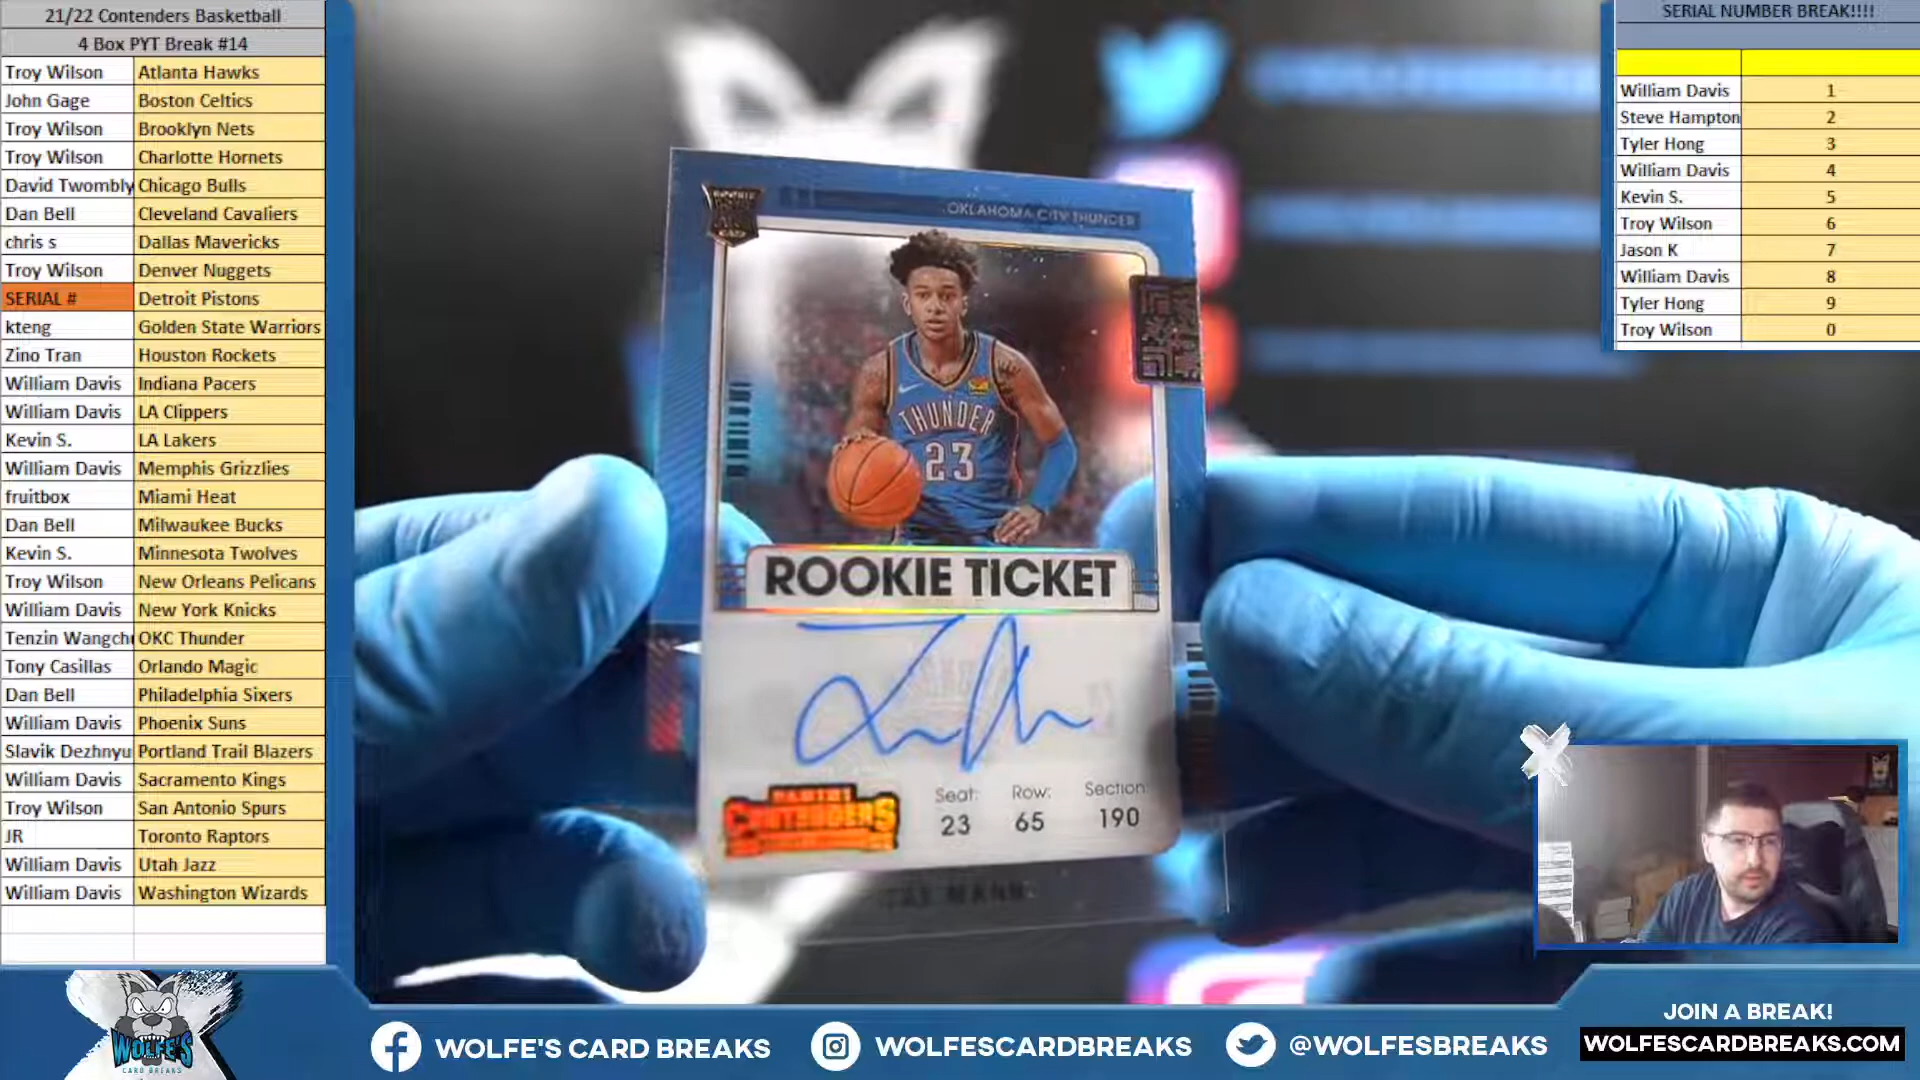 21/22 Contenders Basketball
4 Box PYT Break #14
Troy Wilson Atlanta Hawks
John Gage Boston Celtics
Troy Wilson Brooklyn Nets
Troy Wilson Charlotte Hornets
David Twombly Chicago Bulls
Dan Bell Cleveland Cavaliers
chris s Dallas Mavericks
Troy Wilson Denver Nuggets
SERIAL # Detroit Pistons
kteng Golden State Warriors
Zino Tran Houston Rockets
William Davis Indiana Pacers
William Davis LA Clippers
Kevin S. LA Lakers
William Davis Memphis Grizzlies
fruitbox Miami Heat
Dan Bell Milwaukee Bucks
Kevin S. Minnesota Twolves
Troy Wilson New Orleans Pelicans
William Davis New York Knicks
Tenzin Wangch OKC Thunder
Tony Casillas Orlando Magic
Dan Bell Philadelphia Sixers
William Davis Phoenix Suns
Slavik Dezhnyu Portland Trail Blazers
William Davis Sacramento Kings
Troy Wilson San Antonio Spurs
JR Toronto Raptors
William Davis Utah Jazz
William Davis Washington Wizards
OKLAHOMA CITY THUNDER
THUNDER
23
ROOKIE TICKET
PANINI
CONTENDERS
Seat: Row: Section
23 65 190
SERIAL NUMBER BREAK!!!!
William Davis 1
Steve Hampton 2
Tyler Hong 3
William Davis 4
Kevin S. 5
Troy Wilson 6
Jason K 7
William Davis 8
Tyler Hong 9
Troy Wilson 0
WOLFE'S
CARD BREAKS
WOLFE'S CARD BREAKS
WOLFESCARDBREAKS
@WOLFESBREAKS
JOIN A BREAK!
WOLFESCARDBREAKS.COM